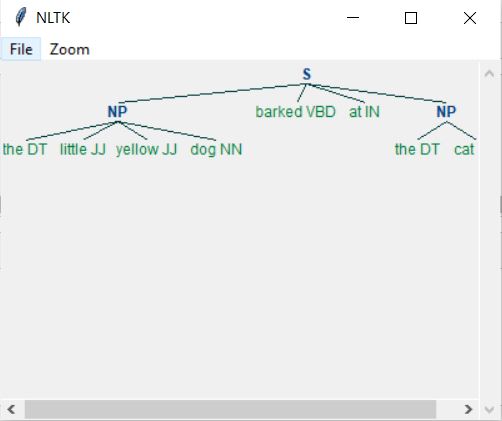 NLTK
File Zoom
S
NP barked VBD at IN NP
the DT little JJ yellow JJ dog NN the DT cat